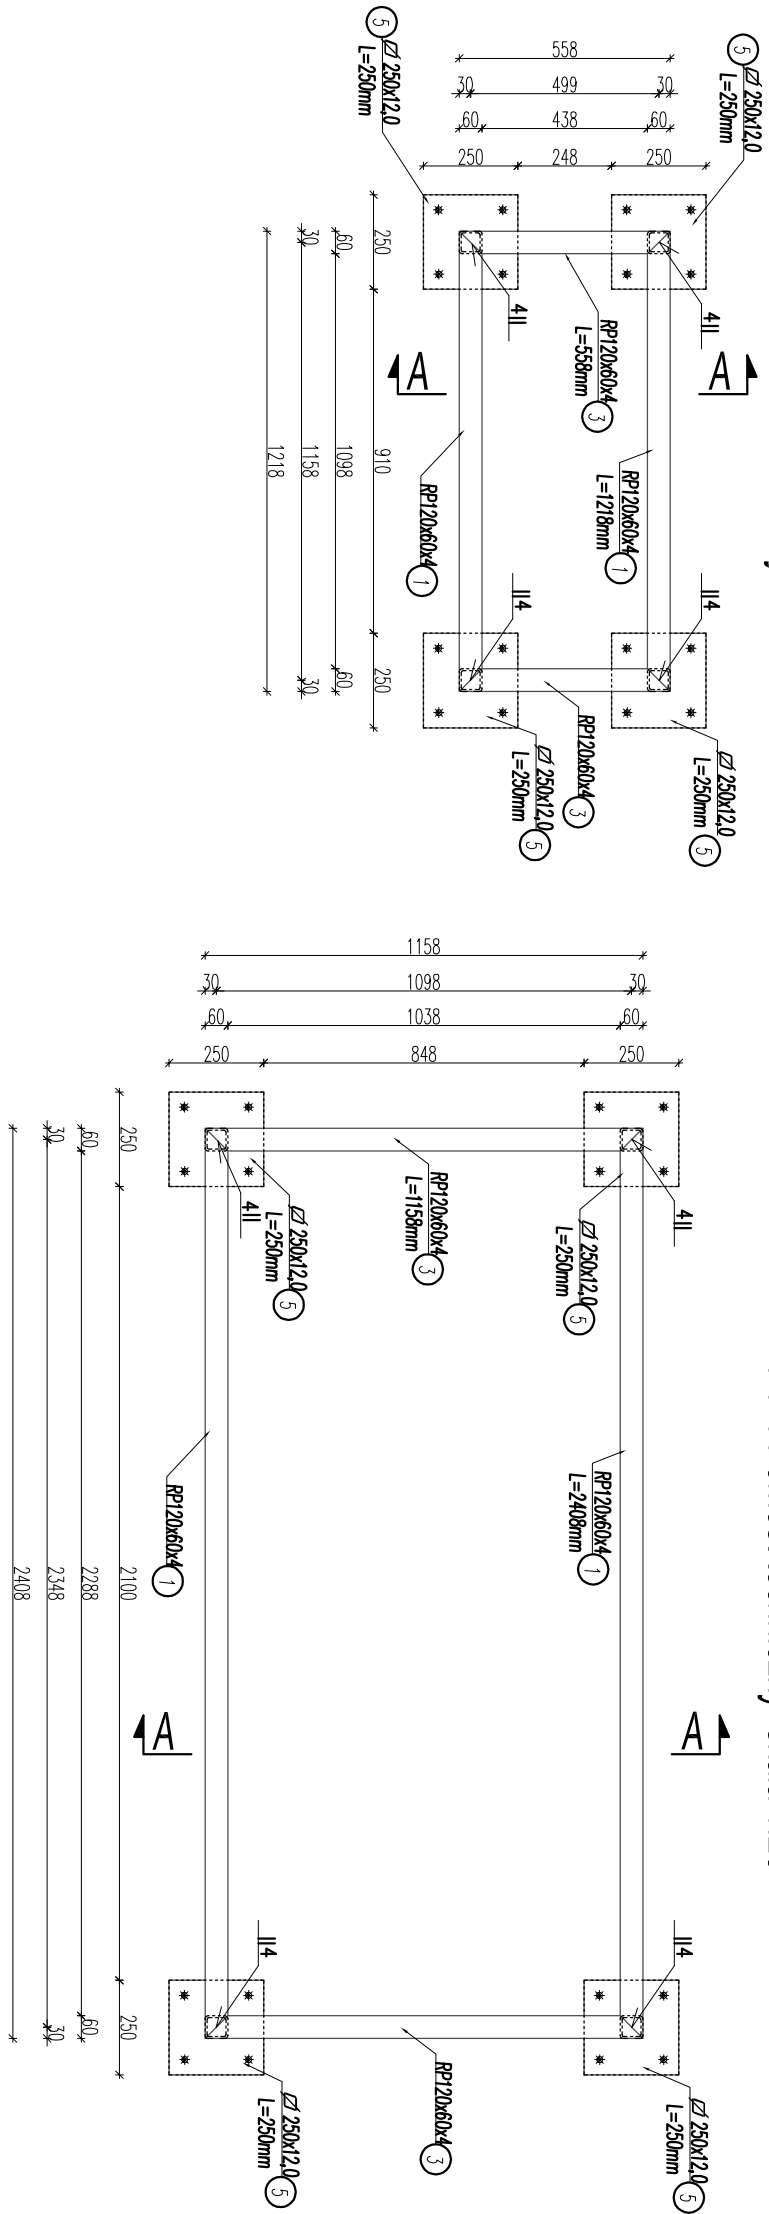 5
⌀ 250x12,0
L=250mm
5
⌀ 250x12,0
L=250mm
558
30
499
30
60
438
60
250
248
250
4||
4||
RP120x60x4
L=558mm
3
A
A
RP120x60x4
L=1218mm
1
RP120x60x4
1
250
910
250
60
1098
60
30
1158
30
1218
||4
||4
RP120x60x4
3
⌀ 250x12,0
L=250mm
5
⌀ 250x12,0
L=250mm
5
1158
30
1098
30
60
1038
60
250
848
250
4||
4||
⌀ 250x12,0
L=250mm
5
⌀ 250x12,0
L=250mm
5
RP120x60x4
L=1158mm
3
RP120x60x4
L=2408mm
1
RP120x60x4
1
A
A
250
2100
250
60
2288
60
30
2348
30
2408
||4
||4
RP120x60x4
3
⌀ 250x12,0
L=250mm
5
⌀ 250x12,0
L=250mm
5